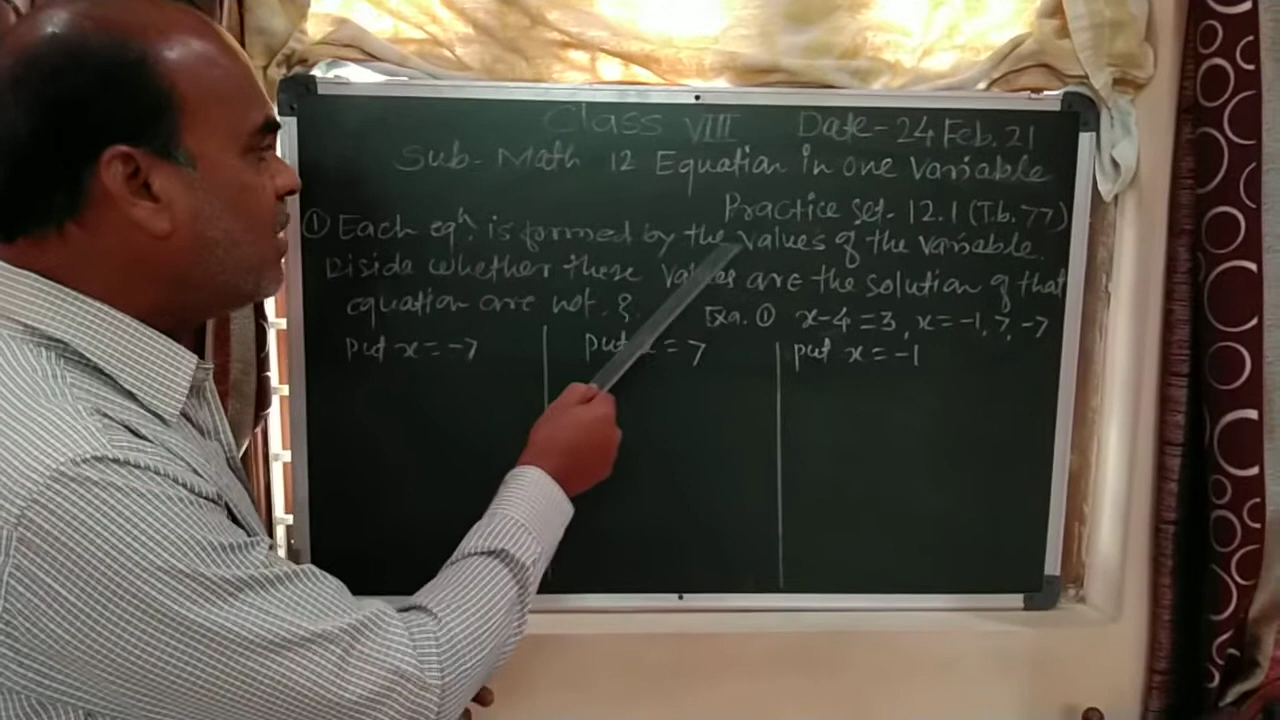 Class VIII Date-24 Feb. 21
Sub- Math 12 Equation in one Variable
Practice set- 12.1 (T.b. 77)
① Each eqn. is formed by the values of the variable.
Diside whether these values are the solution of that
equation are not.
Exa. ① x-4=3, x=-1, 7, -7
put x=-7 put x=7 put x=-1